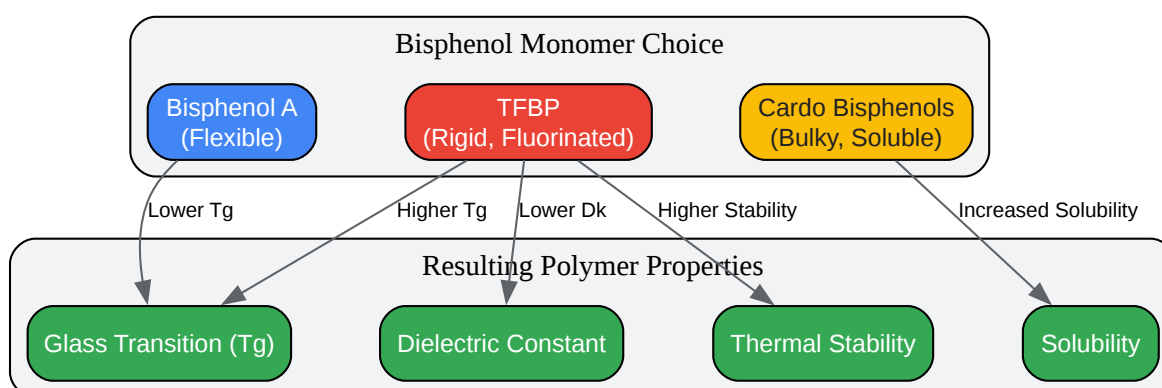 Bisphenol Monomer Choice
Bisphenol A
(Flexible)
TFBP
(Rigid, Fluorinated)
Cardo Bisphenols
(Bulky, Soluble)
Lower Tg
Higher Tg
Lower Dk
Higher Stability
Increased Solubility
Resulting Polymer Properties
Glass Transition (Tg)
Dielectric Constant
Thermal Stability
Solubility